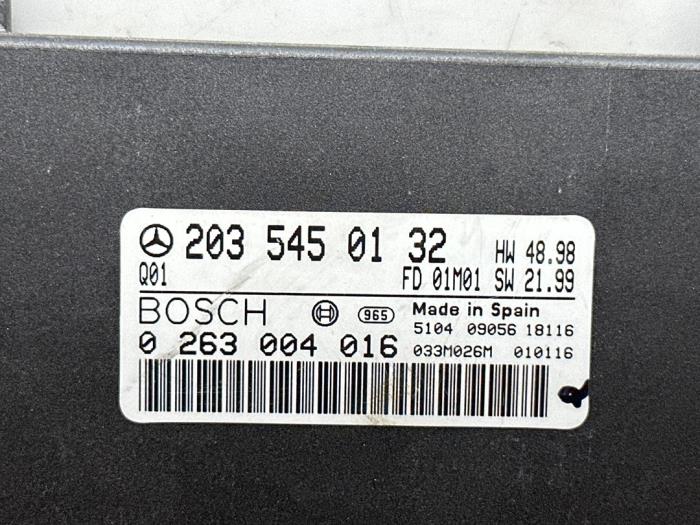 203 545 01 32 HW 48.98
Q01 FD 01M01 SW 21.99
BOSCH 965 Made in Spain
5104 09056 18116
0 263 004 016 033M026M 010116